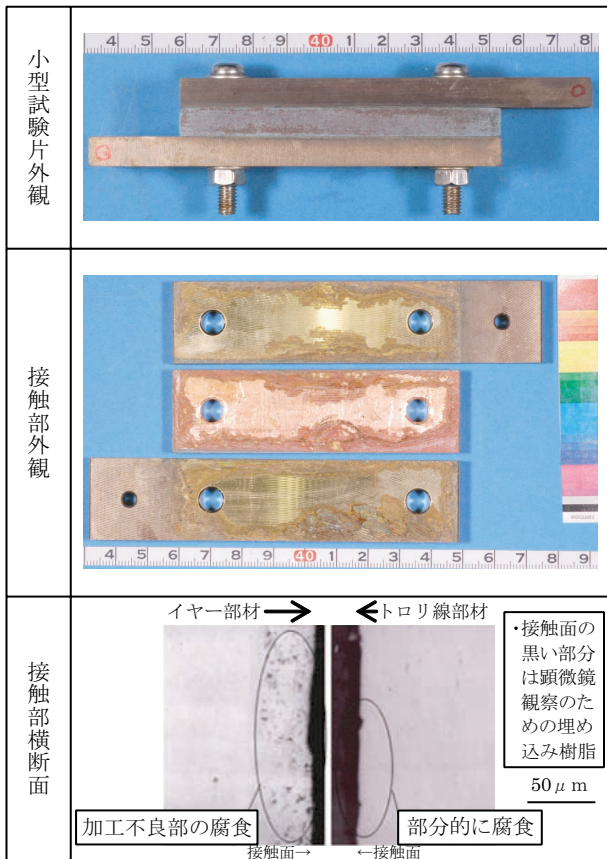 小型試験片外観
4 5 6 7 8 9 40 1 2 3 4 5 6 7 8
接触部外観
4 5 6 7 8 9 40 1 2 3 4 5 6 7 8 9
接触部横断面
イヤー部材
トロリ線部材
・接触面の
黒い部分
は顕微鏡
観察のた
めの埋め
込み樹脂
50μm
加工不良部の腐食
部分的に腐食
接触面→
←接触面